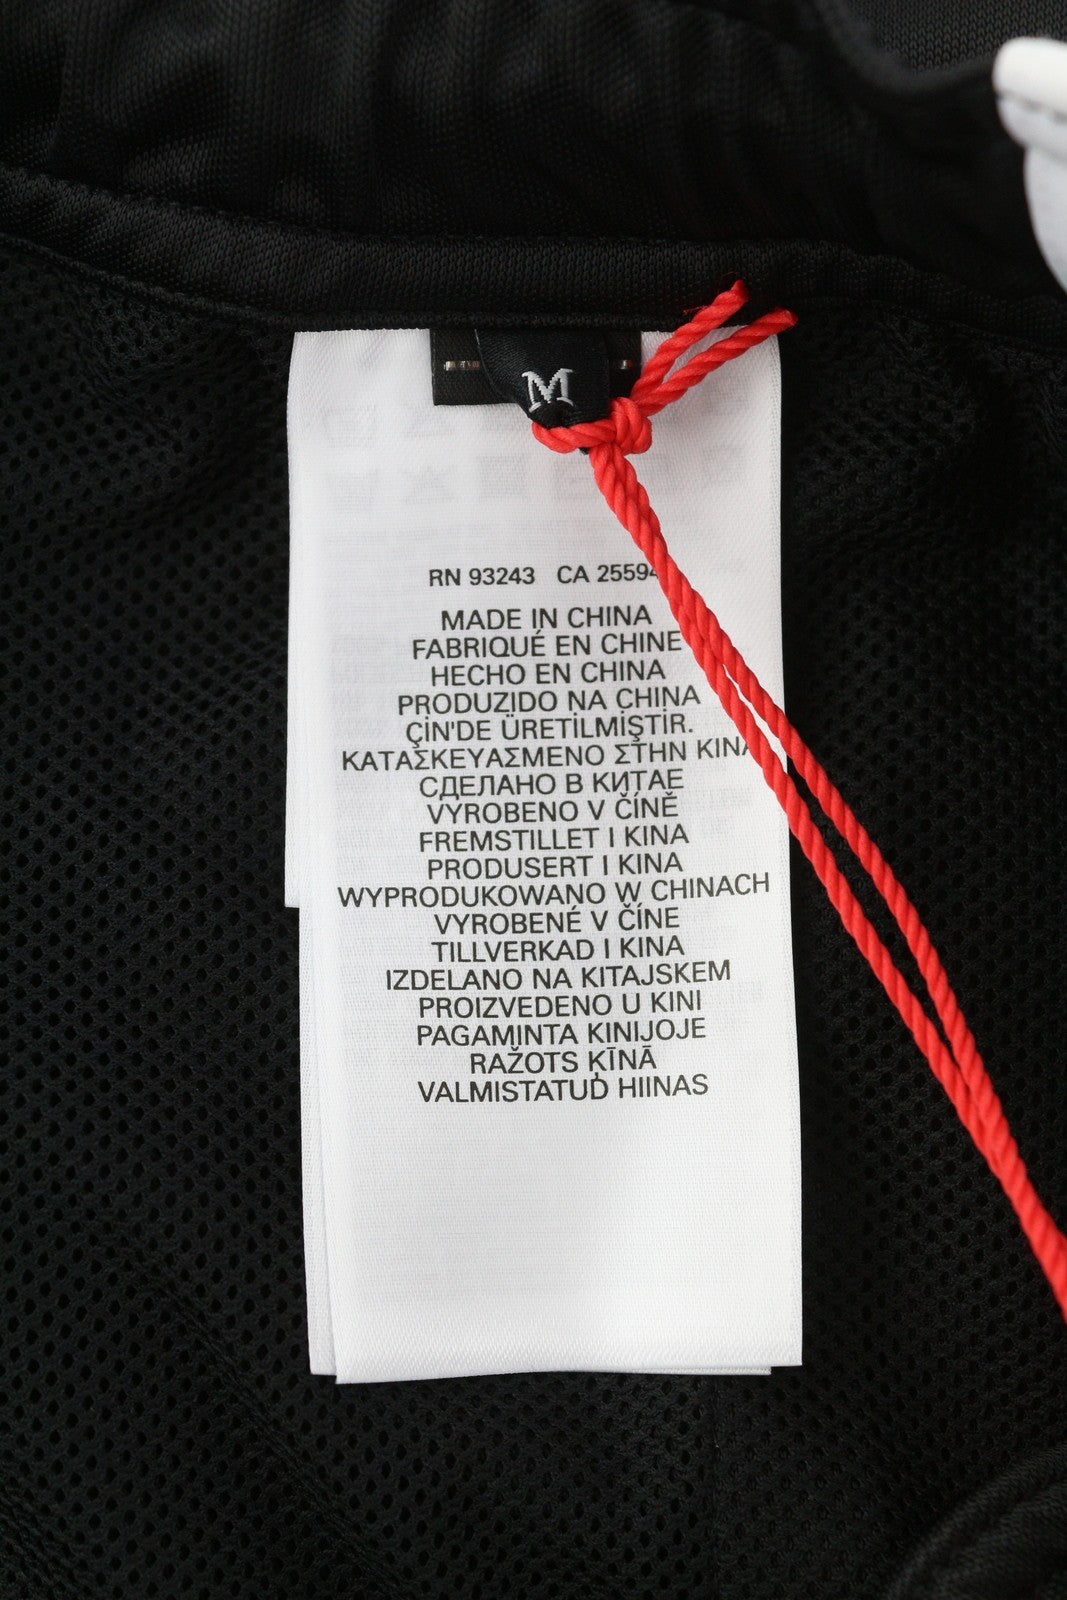 M
RN 93243 CA 25594
MADE IN CHINA
FABRIQUÉ EN CHINE
HECHO EN CHINA
PRODUZIDO NA CHINA
ÇİN'DE ÜRETİLMİŞTİR.
ΚΑΤΑΣΚΕΥΑΣΜΕΝΟ ΣΤΗΝ ΚΙΝΑ
СДЕЛАНО В КИТАЕ
VYROBENO V ČÍNĚ
FREMSTILLET I KINA
PRODUSERT I KINA
WYPRODUKOWANO W CHINACH
VYROBENÉ V ČÍNE
TILLVERKAD I KINA
IZDELANO NA KITAJSKEM
PROIZVEDENO U KINI
PAGAMINTA KINIJOJE
RAŽOTS ĶĪNĀ
VALMISTATUD HIINAS